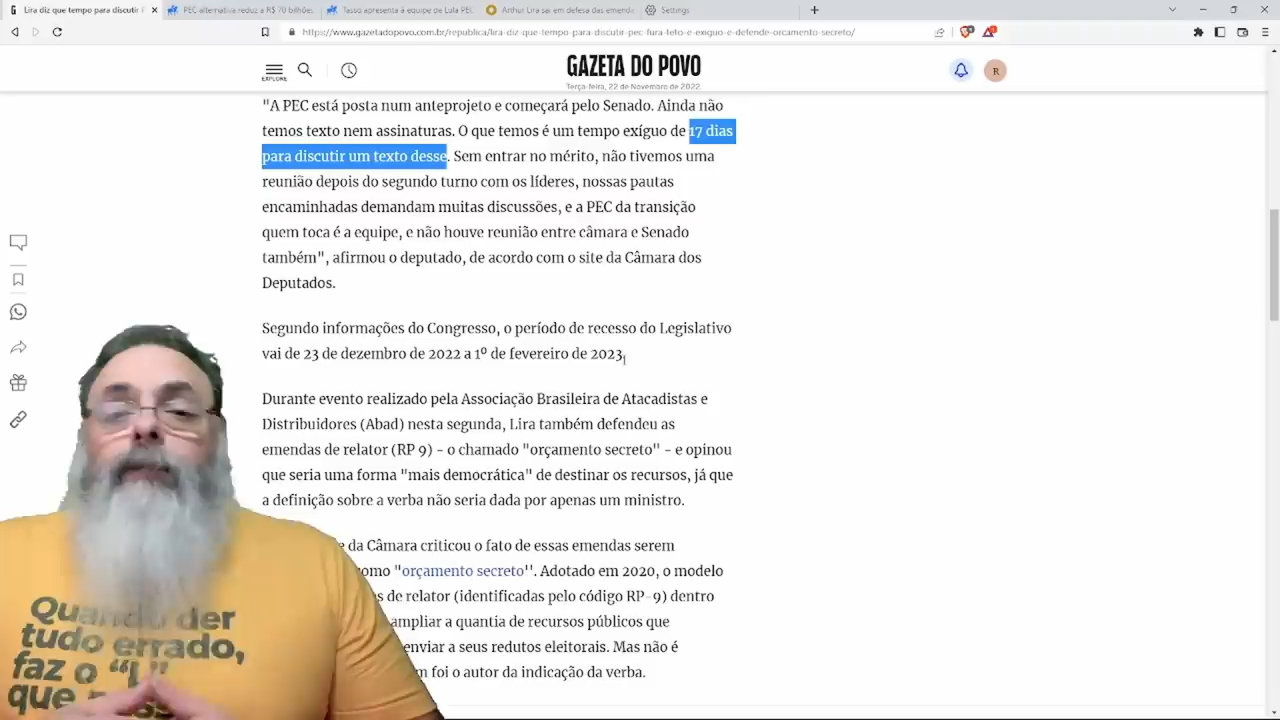 Lira diz que tempo para discutir F
PEC alternativa reduz a R$ 70 bilhões
Tasso apresenta à equipe de Lula PEC
Arthur Lira sai em defesa das emenda
Settings
https://www.gazetadopovo.com.br/republica/lira-diz-que-tempo-para-discutir-pec-fura-teto-e-exiguo-e-defende-orcamento-secreto/
EXPLORE
GAZETA DO POVO
Terça-feira, 22 de Novembro de 2022.
R
"A PEC está posta num anteprojeto e começará pelo Senado. Ainda não
temos texto nem assinaturas. O que temos é um tempo exíguo de 17 dias
para discutir um texto desse. Sem entrar no mérito, não tivemos uma
reunião depois do segundo turno com os líderes, nossas pautas
encaminhadas demandam muitas discussões, e a PEC da transição
quem toca é a equipe, e não houve reunião entre câmara e Senado
também", afirmou o deputado, de acordo com o site da Câmara dos
Deputados.
Segundo informações do Congresso, o período de recesso do Legislativo
vai de 23 de dezembro de 2022 a 1º de fevereiro de 2023.
Durante evento realizado pela Associação Brasileira de Atacadistas e
Distribuidores (Abad) nesta segunda, Lira também defendeu as
emendas de relator (RP 9) - o chamado "orçamento secreto" - e opinou
que seria uma forma "mais democrática" de destinar os recursos, já que
a definição sobre a verba não seria dada por apenas um ministro.
da Câmara criticou o fato de essas emendas serem
omo "orçamento secreto". Adotado em 2020, o modelo
s de relator (identificadas pelo código RP-9) dentro
ampliar a quantia de recursos públicos que
enviar a seus redutos eleitorais. Mas não é
m foi o autor da indicação da verba.
Quando der
tudo errado,
faz o "L"
que